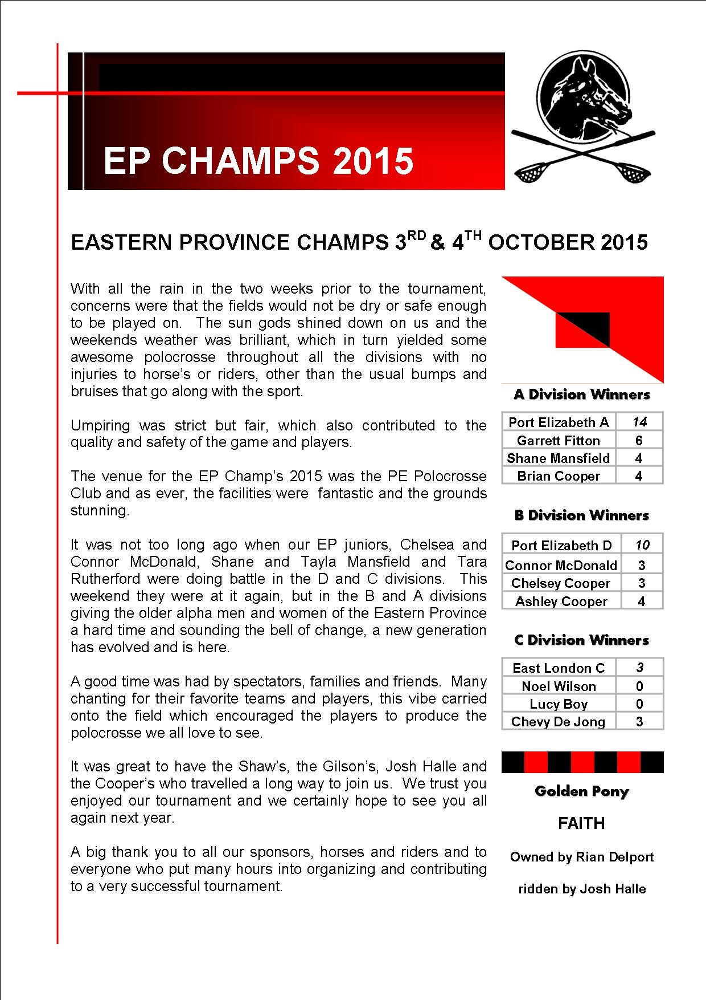 EP CHAMPS 2015
EASTERN PROVINCE CHAMPS 3RD & 4TH OCTOBER 2015
With all the rain in the two weeks prior to the tournament,
concerns were that the fields would not be dry or safe enough
to be played on.  The sun gods shined down on us and the
weekends weather was brilliant, which in turn yielded some
awesome polocrosse throughout all the divisions with no
injuries to horse's or riders, other than the usual bumps and
bruises that go along with the sport.
Umpiring was strict but fair, which also contributed to the
quality and safety of the game and players.
The venue for the EP Champ's 2015 was the PE Polocrosse
Club and as ever, the facilities were  fantastic and the grounds
stunning.
It was not too long ago when our EP juniors, Chelsea and
Connor McDonald, Shane and Tayla Mansfield and Tara
Rutherford were doing battle in the D and C divisions.  This
weekend they were at it again, but in the B and A divisions
giving the older alpha men and women of the Eastern Province
a hard time and sounding the bell of change, a new generation
has evolved and is here.
A good time was had by spectators, families and friends.  Many
chanting for their favorite teams and players, this vibe carried
onto the field which encouraged the players to produce the
polocrosse we all love to see.
It was great to have the Shaw's, the Gilson's, Josh Halle and
the Cooper's who travelled a long way to join us.  We trust you
enjoyed our tournament and we certainly hope to see you all
again next year.
A big thank you to all our sponsors, horses and riders and to
everyone who put many hours into organizing and contributing
to a very successful tournament.
A Division Winners
Port Elizabeth A 14
Garrett Fitton 6
Shane Mansfield 4
Brian Cooper 4
B Division Winners
Port Elizabeth D 10
Connor McDonald 3
Chelsey Cooper 3
Ashley Cooper 4
C Division Winners
East London C 3
Noel Wilson 0
Lucy Boy 0
Chevy De Jong 3
Golden Pony
FAITH
Owned by Rian Delport
ridden by Josh Halle